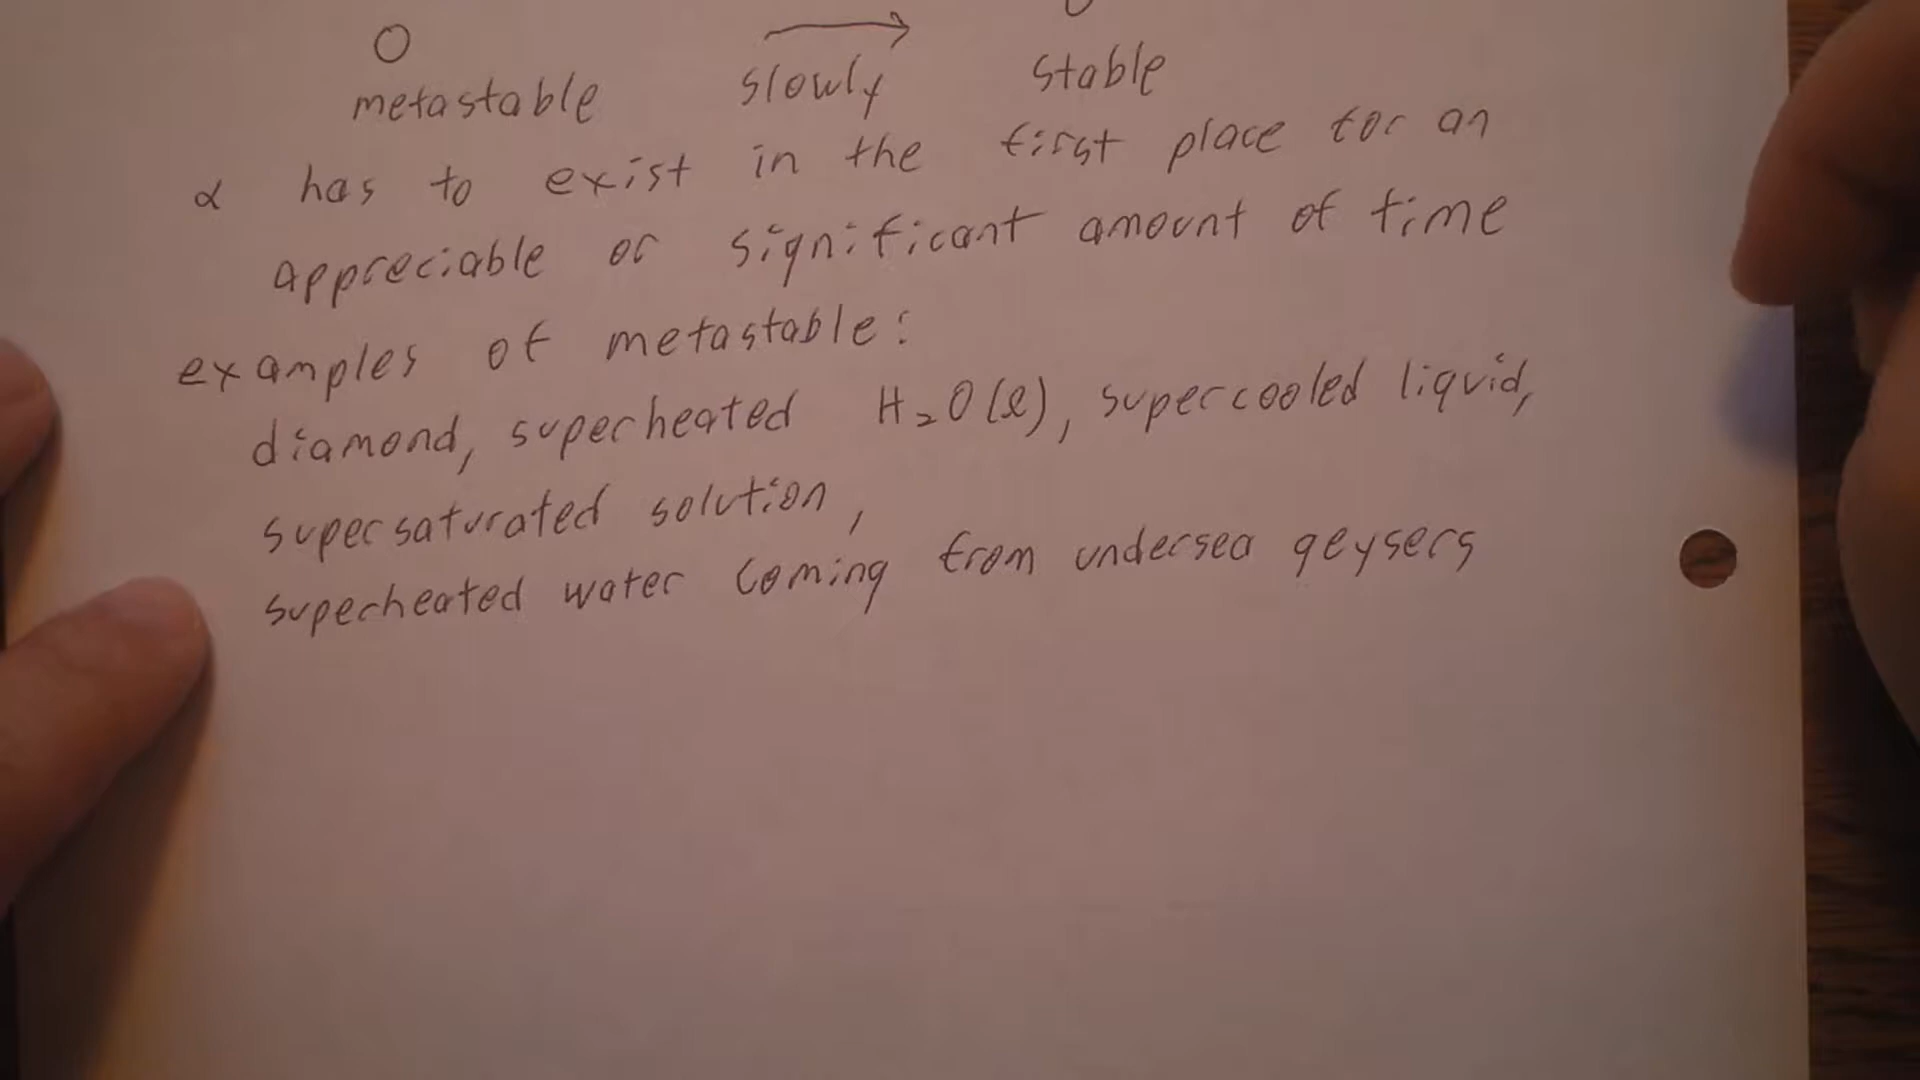 metastable slowly stable
α has to exist in the first place for an
appreciable or significant amount of time
examples of metastable:
diamond, superheated H₂O(l), supercooled liquid,
supersaturated solution,
superheated water coming from undersea geysers